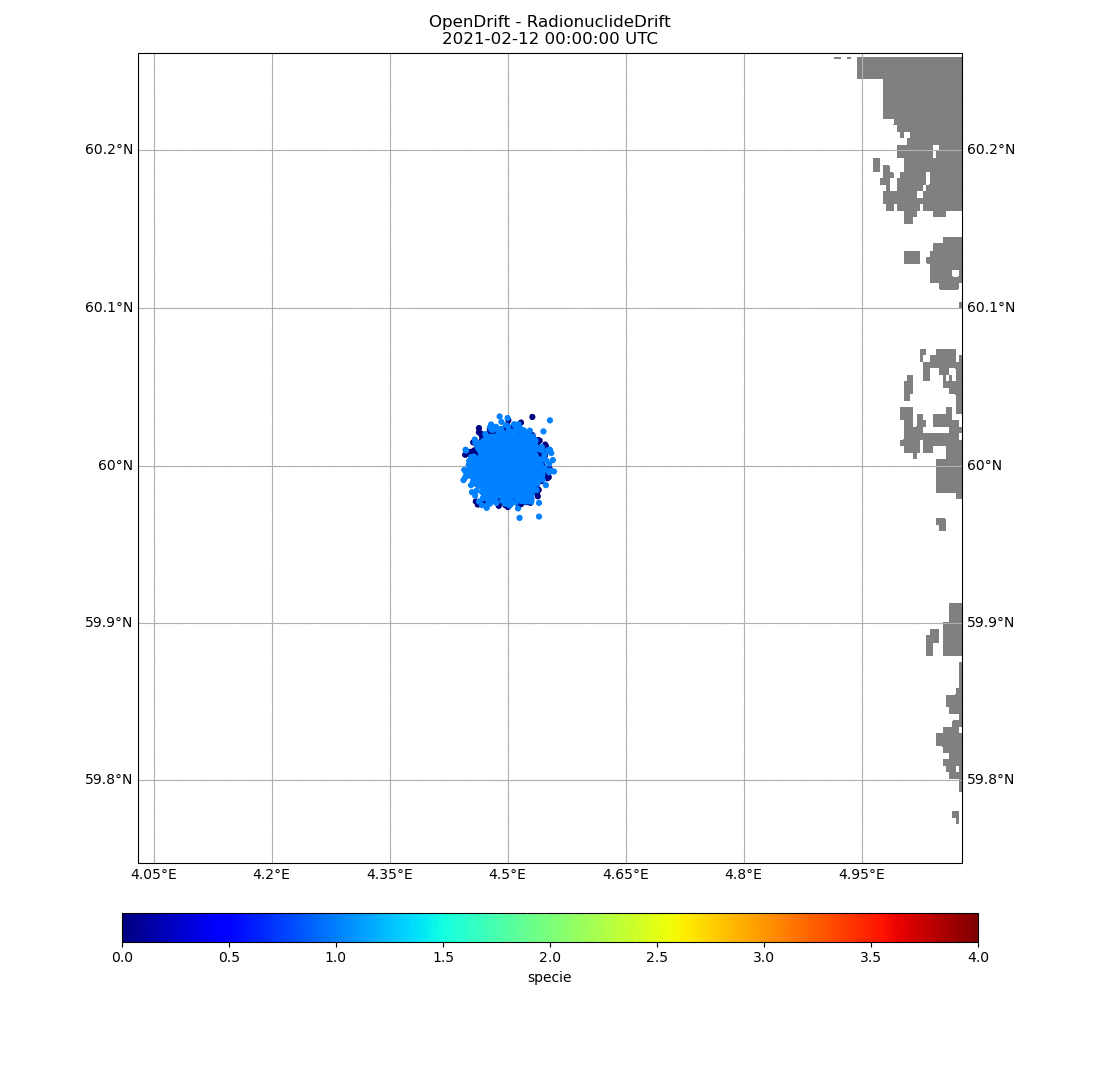 OpenDrift - RadionuclideDrift
2021-02-12 00:00:00 UTC
60.2°N 60.2°N
60.1°N 60.1°N
60°N 60°N
59.9°N 59.9°N
59.8°N 59.8°N
4.05°E 4.2°E 4.35°E 4.5°E 4.65°E 4.8°E 4.95°E
0.0 0.5 1.0 1.5 2.0 2.5 3.0 3.5 4.0
specie